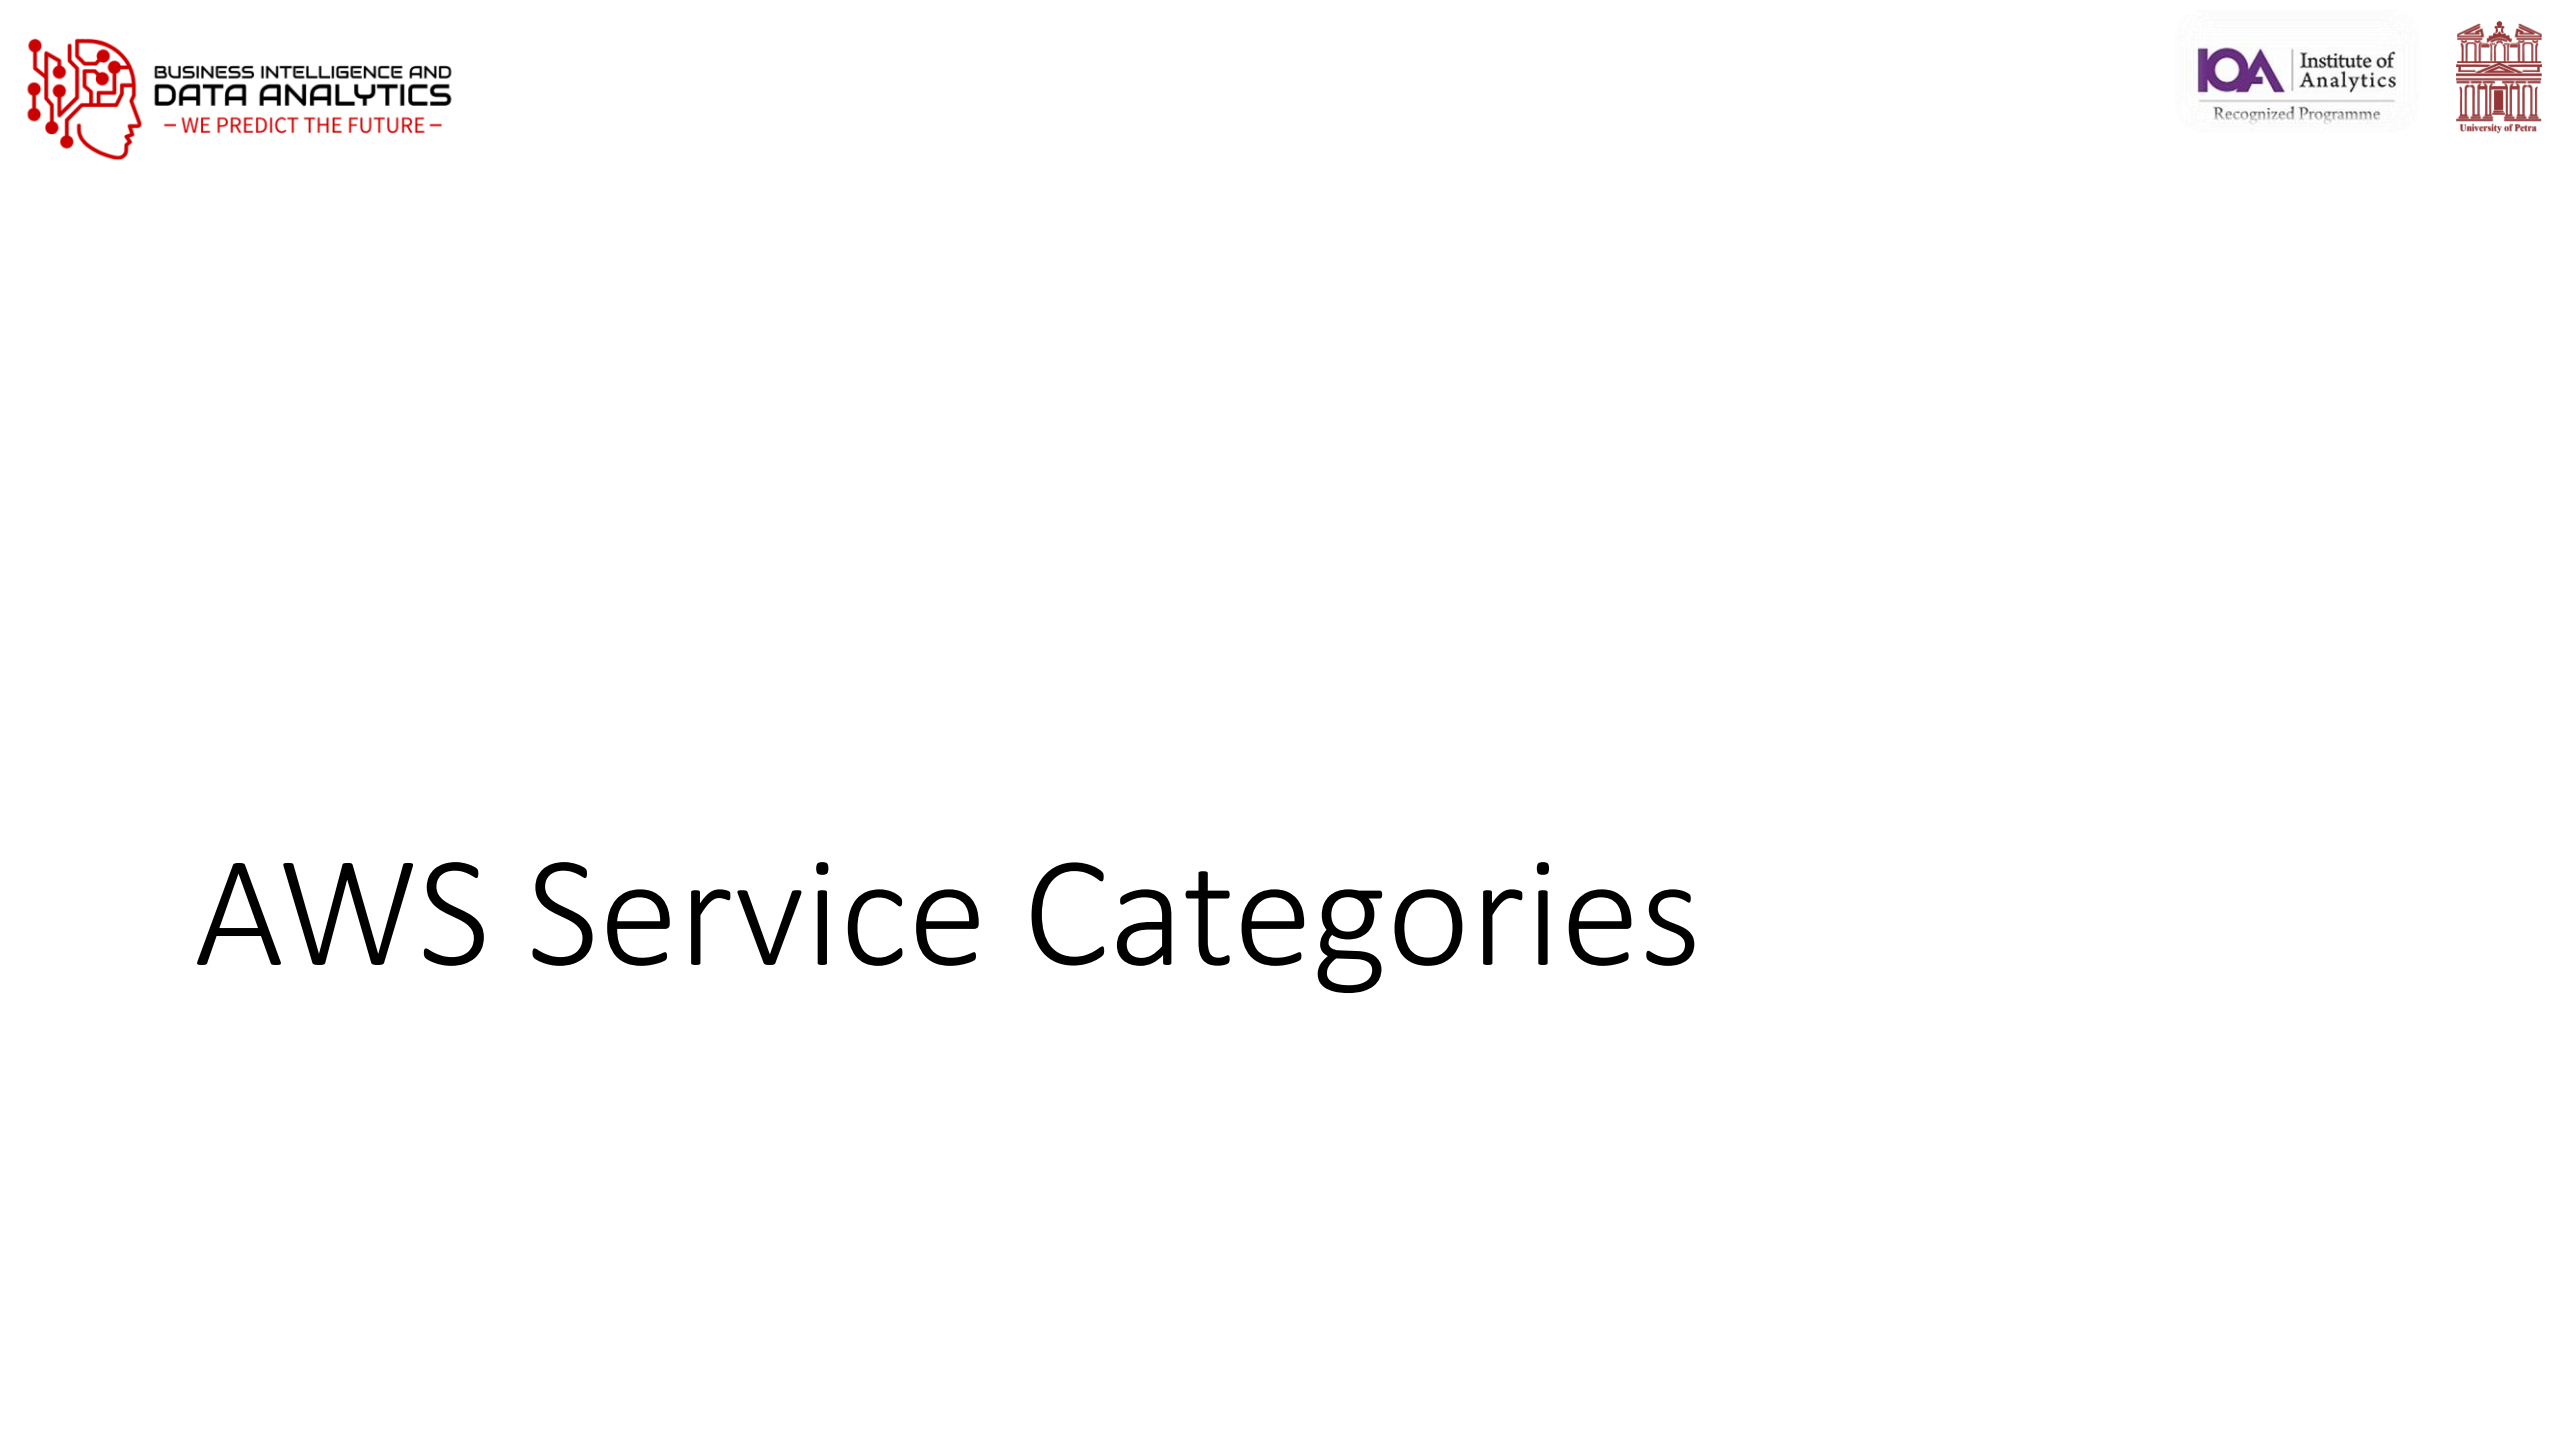 BUSINESS INTELLIGENCE AND
DATA ANALYTICS
– WE PREDICT THE FUTURE –
IOA
Institute of
Analytics
Recognized Programme
University of Petra
AWS Service Categories